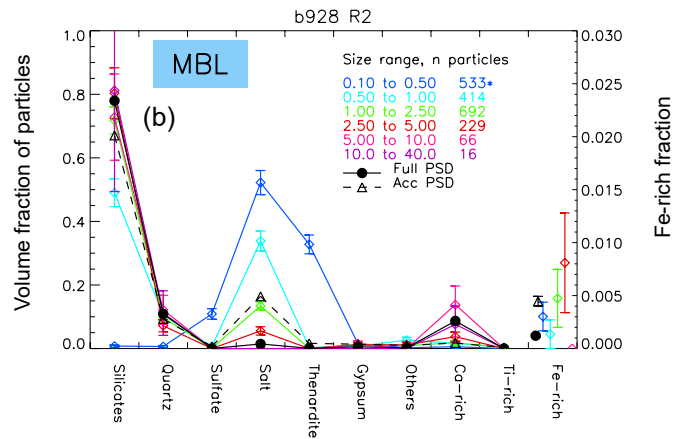 b928 R2
1.0
0.8
0.6
0.4
0.2
0.0
Volume fraction of particles
MBL
(b)
Size range, n particles
0.10 to 0.50 533*
0.50 to 1.00 414
1.00 to 2.50 692
2.50 to 5.00 229
5.00 to 10.0 66
10.0 to 40.0 16
Full PSD
Acc PSD
0.030
0.025
0.020
0.015
0.010
0.005
0.000
Fe-rich fraction
Silicates
Quartz
Sulfate
Salt
Thenardite
Gypsum
Others
Ca-rich
Ti-rich
Fe-rich